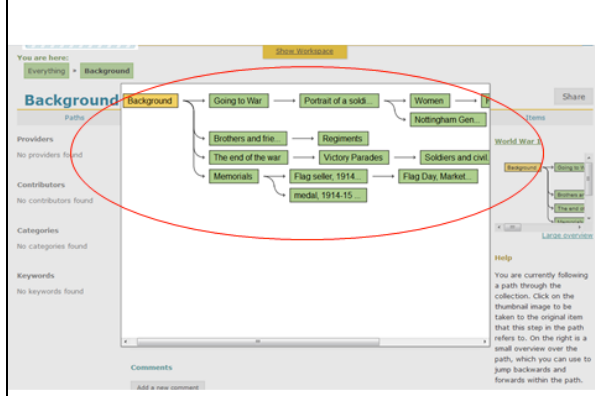 Show Workspace
You are here:
Everything » Background
Background
Share
Paths
Items
Providers
No providers found
Contributors
No contributors found
Categories
No categories found
Keywords
No keywords found
Background Going to War Portrait of a soldi... Women
Nottingham Gen...
Brothers and frie... Regiments
The end of the war Victory Parades Soldiers and civil
Memorials Flag seller, 1914... Flag Day, Market...
medal, 1914-15 ...
Comments
Add a new comment
World War 1
Background Going to
Brothers
The end
Memorials
Large overview
Help
You are currently following
a path through the
collection. Click on the
thumbnail image to be
taken to the original item
that this step in the path
refers to. On the right is a
small overview over the
path, which you can use to
jump backwards and
forwards within the path.